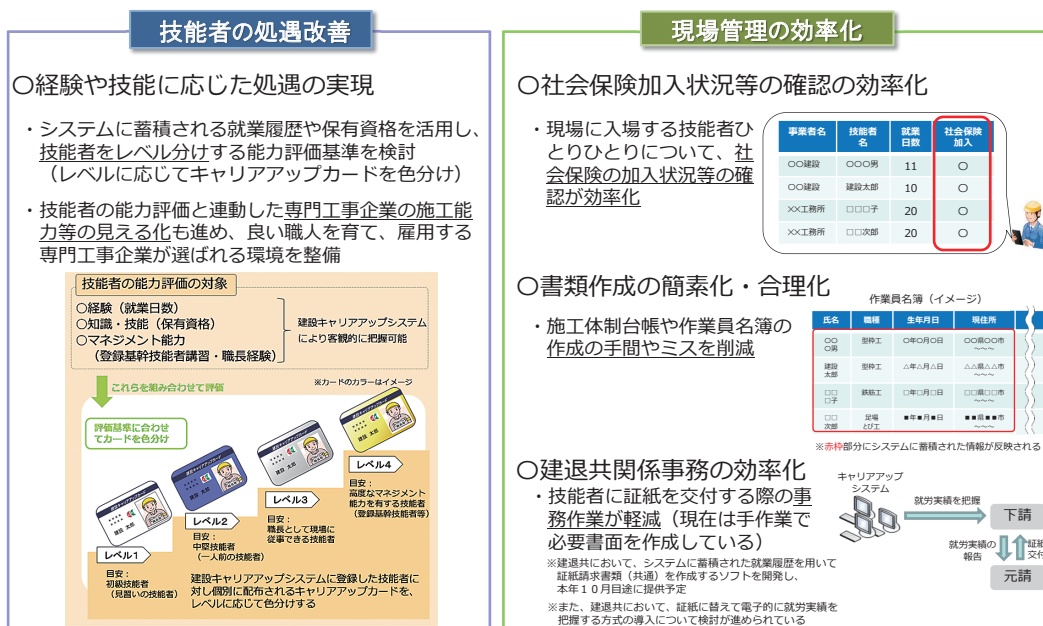 技能者の処遇改善
〇経験や技能に応じた処遇の実現
・システムに蓄積される就業履歴や保有資格を活用し、
技能者をレベル分けする能力評価基準を検討
（レベルに応じてキャリアアップカードを色分け）
・技能者の能力評価と連動した専門工事企業の施工能
力等の見える化も進め、良い職人を育て、雇用する
専門工事企業が選ばれる環境を整備
技能者の能力評価の対象
〇経験（就業日数）
〇知識・技能（保有資格）
〇マネジメント能力
（登録基幹技能者講習・職長経験）
建設キャリアアップシステム
により客観的に把握可能
これらを組み合わせて評価
※カードのカラーはイメージ
評価基準に合わせ
てカードを色分け
レベル4
目安：
高度なマネジメント
能力を有する技能者
（登録基幹技能者等）
レベル3
目安：
職長として現場に
従事できる技能者
レベル2
目安：
中堅技能者
（一人前の技能者）
レベル1
目安：
初級技能者
（見習いの技能者）
建設キャリアアップシステムに登録した技能者に
対し個別に配布されるキャリアアップカードを、
レベルに応じて色分けする
現場管理の効率化
〇社会保険加入状況等の確認の効率化
・現場に入場する技能者ひ
とりひとりについて、社
会保険の加入状況等の確
認が効率化
事業者名 技能者名 就業日数 社会保険加入
〇〇建設 〇〇〇男 11 〇
〇〇建設 建設太郎 10 〇
××工務所 □□□子 20 〇
××工務所 □□次郎 20 〇
〇書類作成の簡素化・合理化
・施工体制台帳や作業員名簿の
作成の手間やミスを削減
作業員名簿（イメージ）
氏名 職種 生年月日 現住所
〇〇〇男 型枠工 〇年〇月〇日 〇〇県〇〇市～～～
建設太郎 型枠工 △年△月△日 △△県△△市～～～
□□□子 鉄筋工 □年□月□日 □□県□□市～～～
□□次郎 足場とび工 ■年■月■日 ■■県■■市～～～
※赤枠部分にシステムに蓄積された情報が反映される
〇建退共関係事務の効率化
・技能者に証紙を交付する際の事
務作業が軽減（現在は手作業で
必要書面を作成している）
※建退共において、システムに蓄積された就業履歴を用いて
証紙請求書類（共通）を作成するソフトを開発し、
本年１０月目途に提供予定
※また、建退共において、証紙に替えて電子的に就労実績を
把握する方式の導入について検討が進められている
キャリアアップ
システム
就労実績を把握
下請
就労実績の
報告
証紙
交付
元請